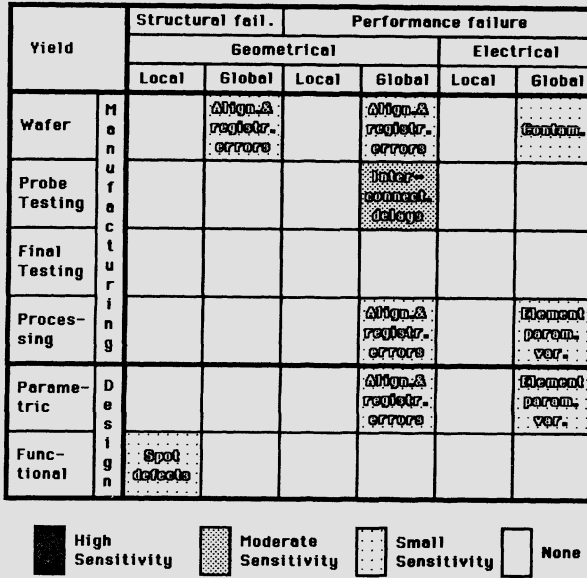 Yield
Structural fail.
Performance failure
Geometrical
Electrical
Local
Global
Local
Global
Local
Global
Manufacturing
Wafer
Align.&
registr.
errors
Align.&
registr.
errors
Contam.
Probe
Testing
Inter-
connect.
delays
Final
Testing
Proces-
sing
Align.&
registr.
errors
Element
param.
var.
Design
Parame-
tric
Align.&
registr.
errors
Element
param.
var.
Func-
tional
Spot
defects
High
Sensitivity
Moderate
Sensitivity
Small
Sensitivity
None